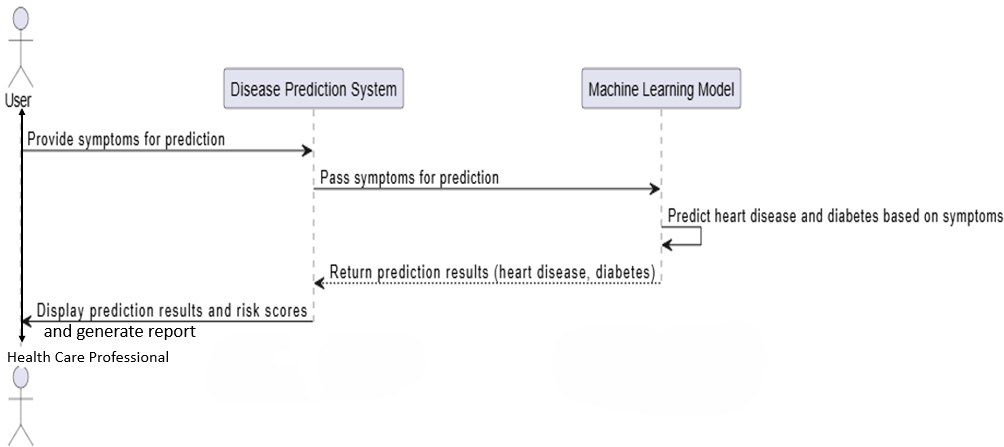 Disease Prediction System
Machine Learning Model
User
Provide symptoms for prediction
Pass symptoms for prediction
Predict heart disease and diabetes based on symptoms
Return prediction results (heart disease, diabetes)
Display prediction results and risk scores
and generate report
Health Care Professional